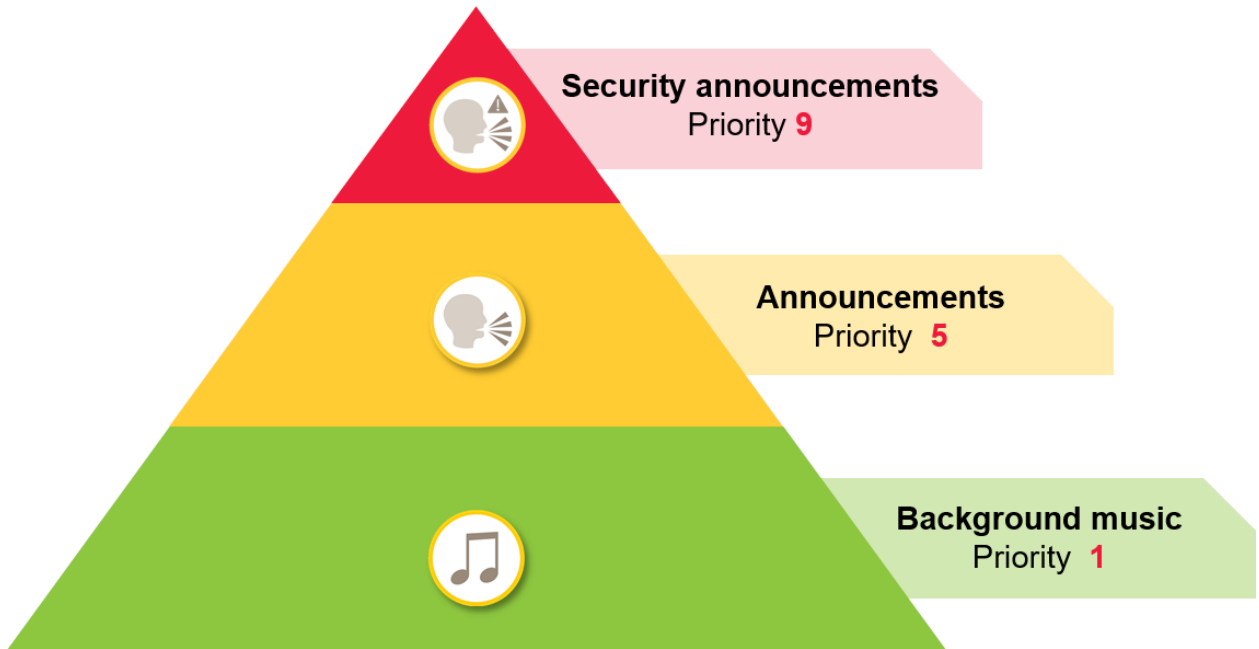 Security announcements
Priority 9
Announcements
Priority 5
Background music
Priority 1